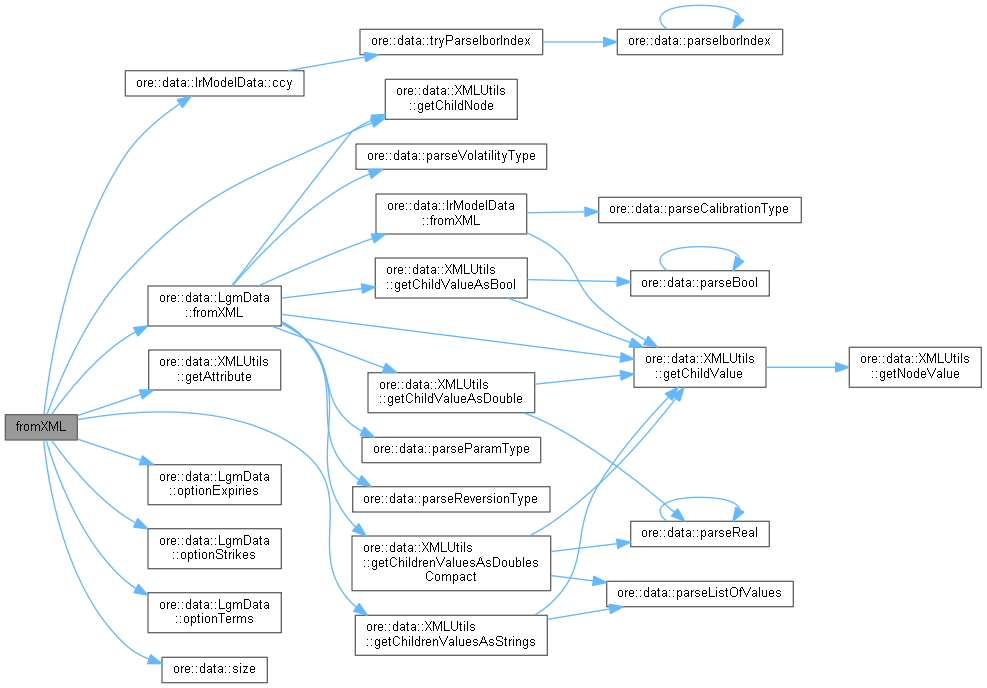 fromXML
ore::data::IrModelData::ccy
ore::data::tryParseIborIndex
ore::data::parseIborIndex
ore::data::XMLUtils
::getChildNode
ore::data::parseVolatilityType
ore::data::IrModelData
::fromXML
ore::data::parseCalibrationType
ore::data::XMLUtils
::getChildValueAsBool
ore::data::parseBool
ore::data::LgmData
::fromXML
ore::data::XMLUtils
::getAttribute
ore::data::XMLUtils
::getChildValue
ore::data::XMLUtils
::getNodeValue
ore::data::XMLUtils
::getChildValueAsDouble
ore::data::parseParamType
ore::data::LgmData
::optionExpiries
ore::data::parseReversionType
ore::data::LgmData
::optionStrikes
ore::data::XMLUtils
::getChildrenValuesAsDoubles
Compact
ore::data::parseReal
ore::data::parseListOfValues
ore::data::LgmData
::optionTerms
ore::data::XMLUtils
::getChildrenValuesAsStrings
ore::data::size